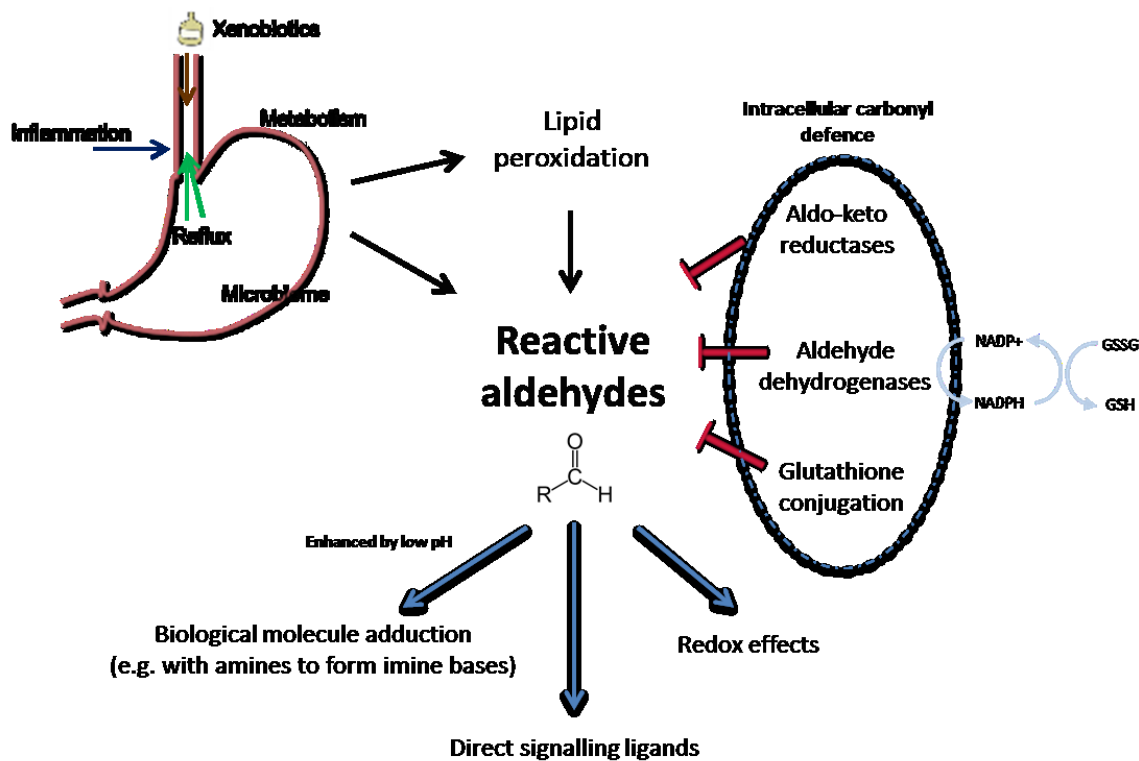 Xenobiotics
Inflammation
Metabolism
Reflux
Microbiome
Lipid
peroxidation
Intracellular carbonyl
defence
Aldo-keto
reductases
Reactive
aldehydes
Aldehyde
dehydrogenases
NADP+
NADPH
GSSG
GSH
Glutathione
conjugation
O
R
C
H
Enhanced by low pH
Biological molecule adduction
(e.g. with amines to form imine bases)
Redox effects
Direct signalling ligands